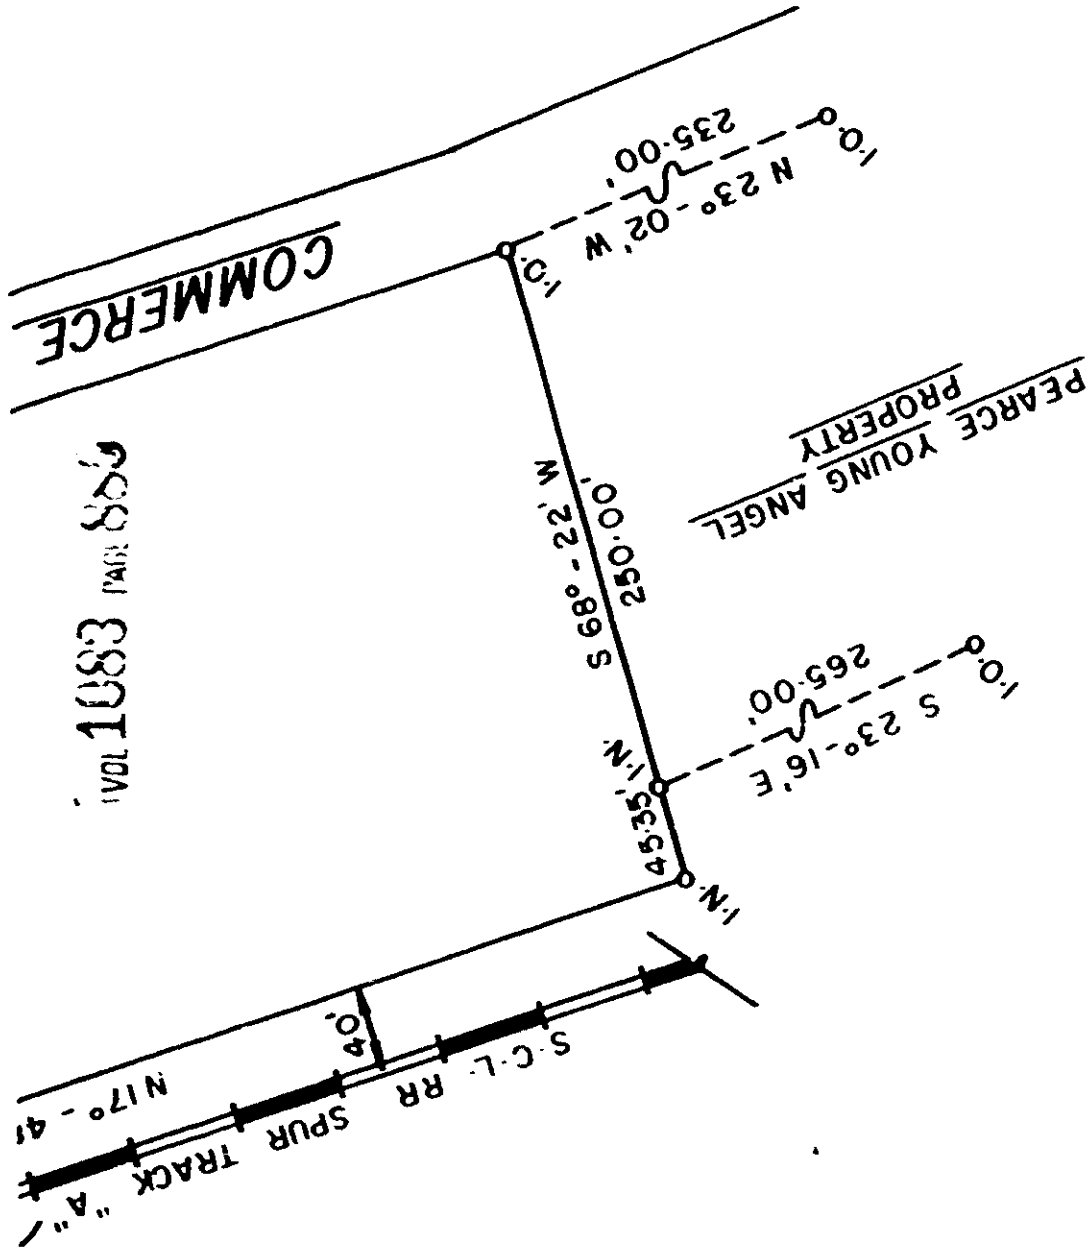 COMMERCE
235.00'
N 23° - 02' W
I.O.
I.O.
VOL 1083 PAGE
S 68° - 22' W
250.00'
PEARCE YOUNG ANGEL
PROPERTY
265.00'
S 23° - 16' E
I.O.
I.N.
45.35'
I.N.
40'
N 17° - 4
S.C.L. RR SPUR TRACK "A"